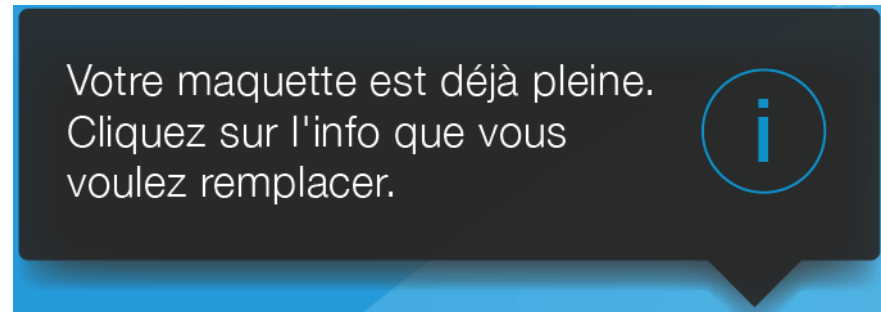 Votre maquette est déjà pleine.
Cliquez sur l'info que vous
voulez remplacer.
i